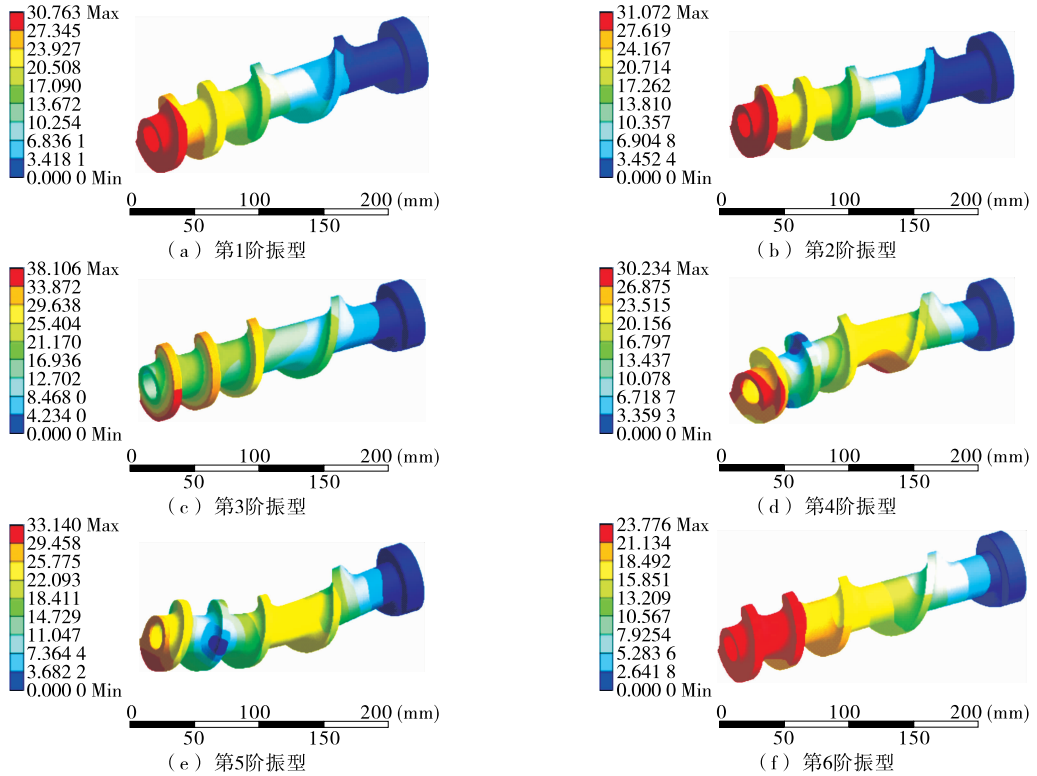 30.763 Max
27.345
23.927
20.508
17.090
13.672
10.254
6.836 1
3.418 1
0.000 0 Min
0 100 200 (mm)
50 150
（a）第1阶振型
31.072 Max
27.619
24.167
20.714
17.262
13.810
10.357
6.904 8
3.452 4
0.000 0 Min
0 100 200 (mm)
50 150
（b）第2阶振型
38.106 Max
33.872
29.638
25.404
21.170
16.936
12.702
8.468 0
4.234 0
0.000 0 Min
0 100 200 (mm)
50 150
（c）第3阶振型
30.234 Max
26.875
23.515
20.156
16.797
13.437
10.078
6.718 7
3.359 3
0.000 0 Min
0 100 200 (mm)
50 150
（d）第4阶振型
33.140 Max
29.458
25.775
22.093
18.411
14.729
11.047
7.364 4
3.682 2
0.000 0 Min
0 100 200 (mm)
50 150
（e）第5阶振型
23.776 Max
21.134
18.492
15.851
13.209
10.567
7.9254
5.283 6
2.641 8
0.000 0 Min
0 100 200 (mm)
50 150
（f）第6阶振型